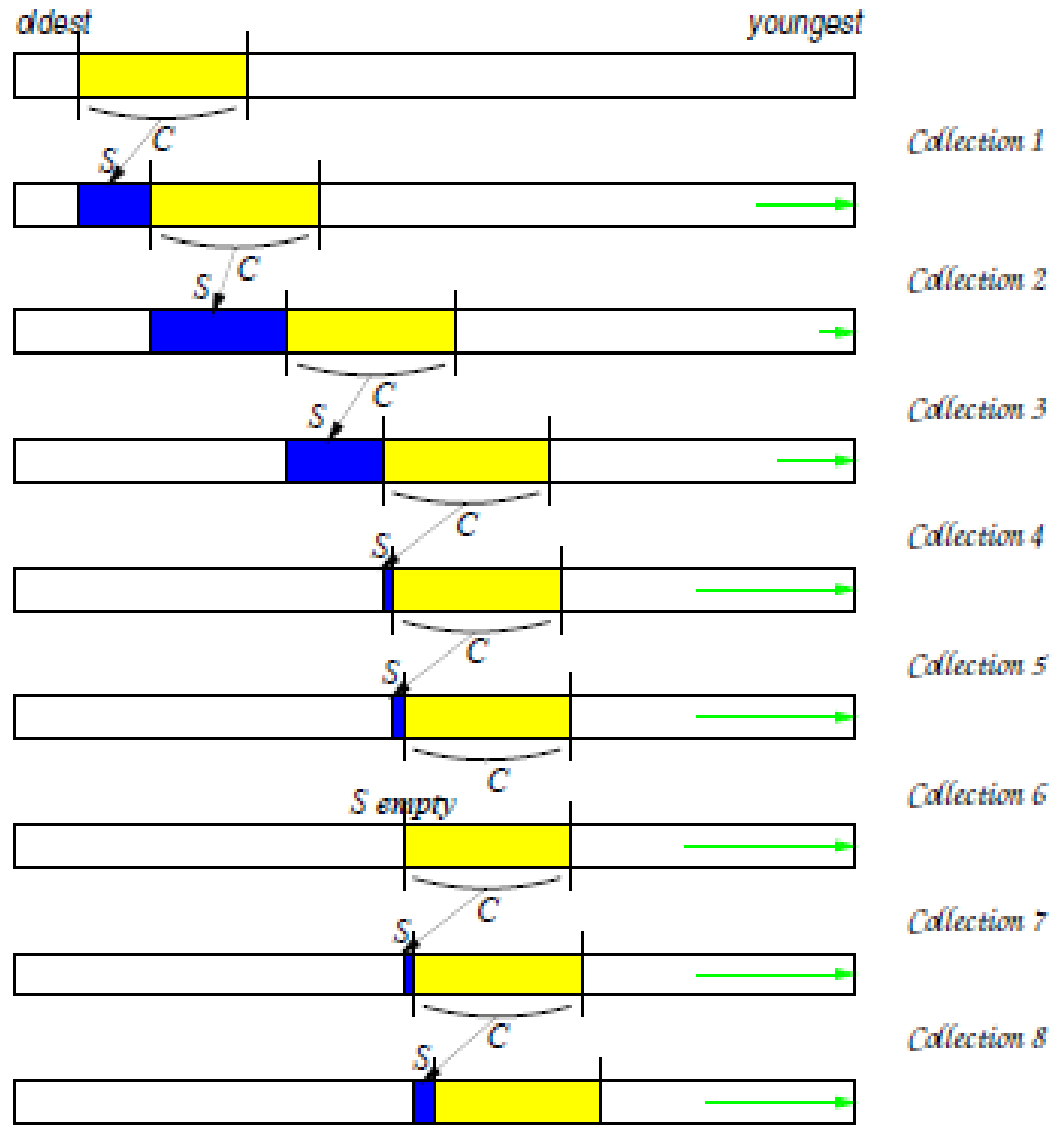 oldest youngest
C Collection 1
S
C Collection 2
S
C Collection 3
S
C Collection 4
S
C Collection 5
S
C
S empty Collection 6
C Collection 7
S
C Collection 8
S